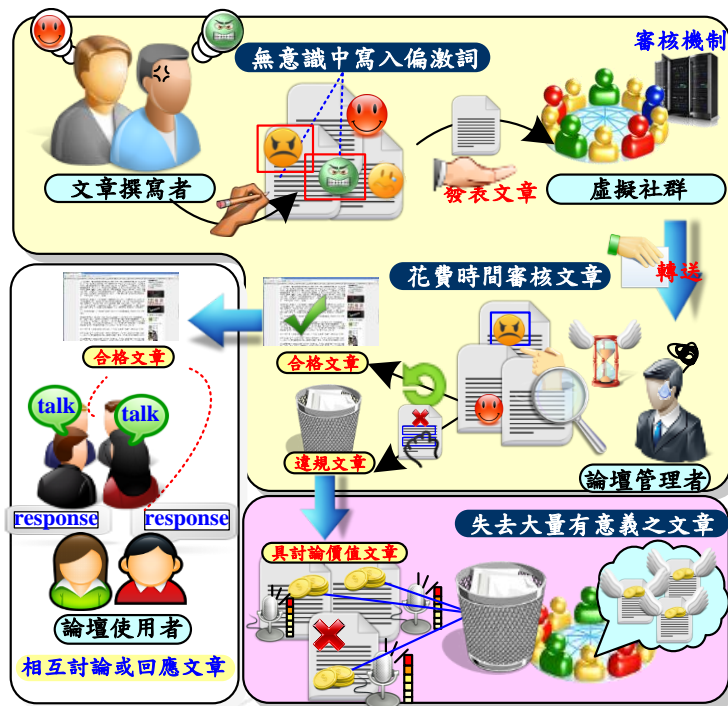 無意識中寫入偏激詞
審核機制
文章撰寫者
發表文章
虛擬社群
轉送
花費時間審核文章
合格文章
違規文章
論壇管理者
合格文章
talk
talk
response
response
論壇使用者
相互討論或回應文章
失去大量有意義之文章
具討論價值文章